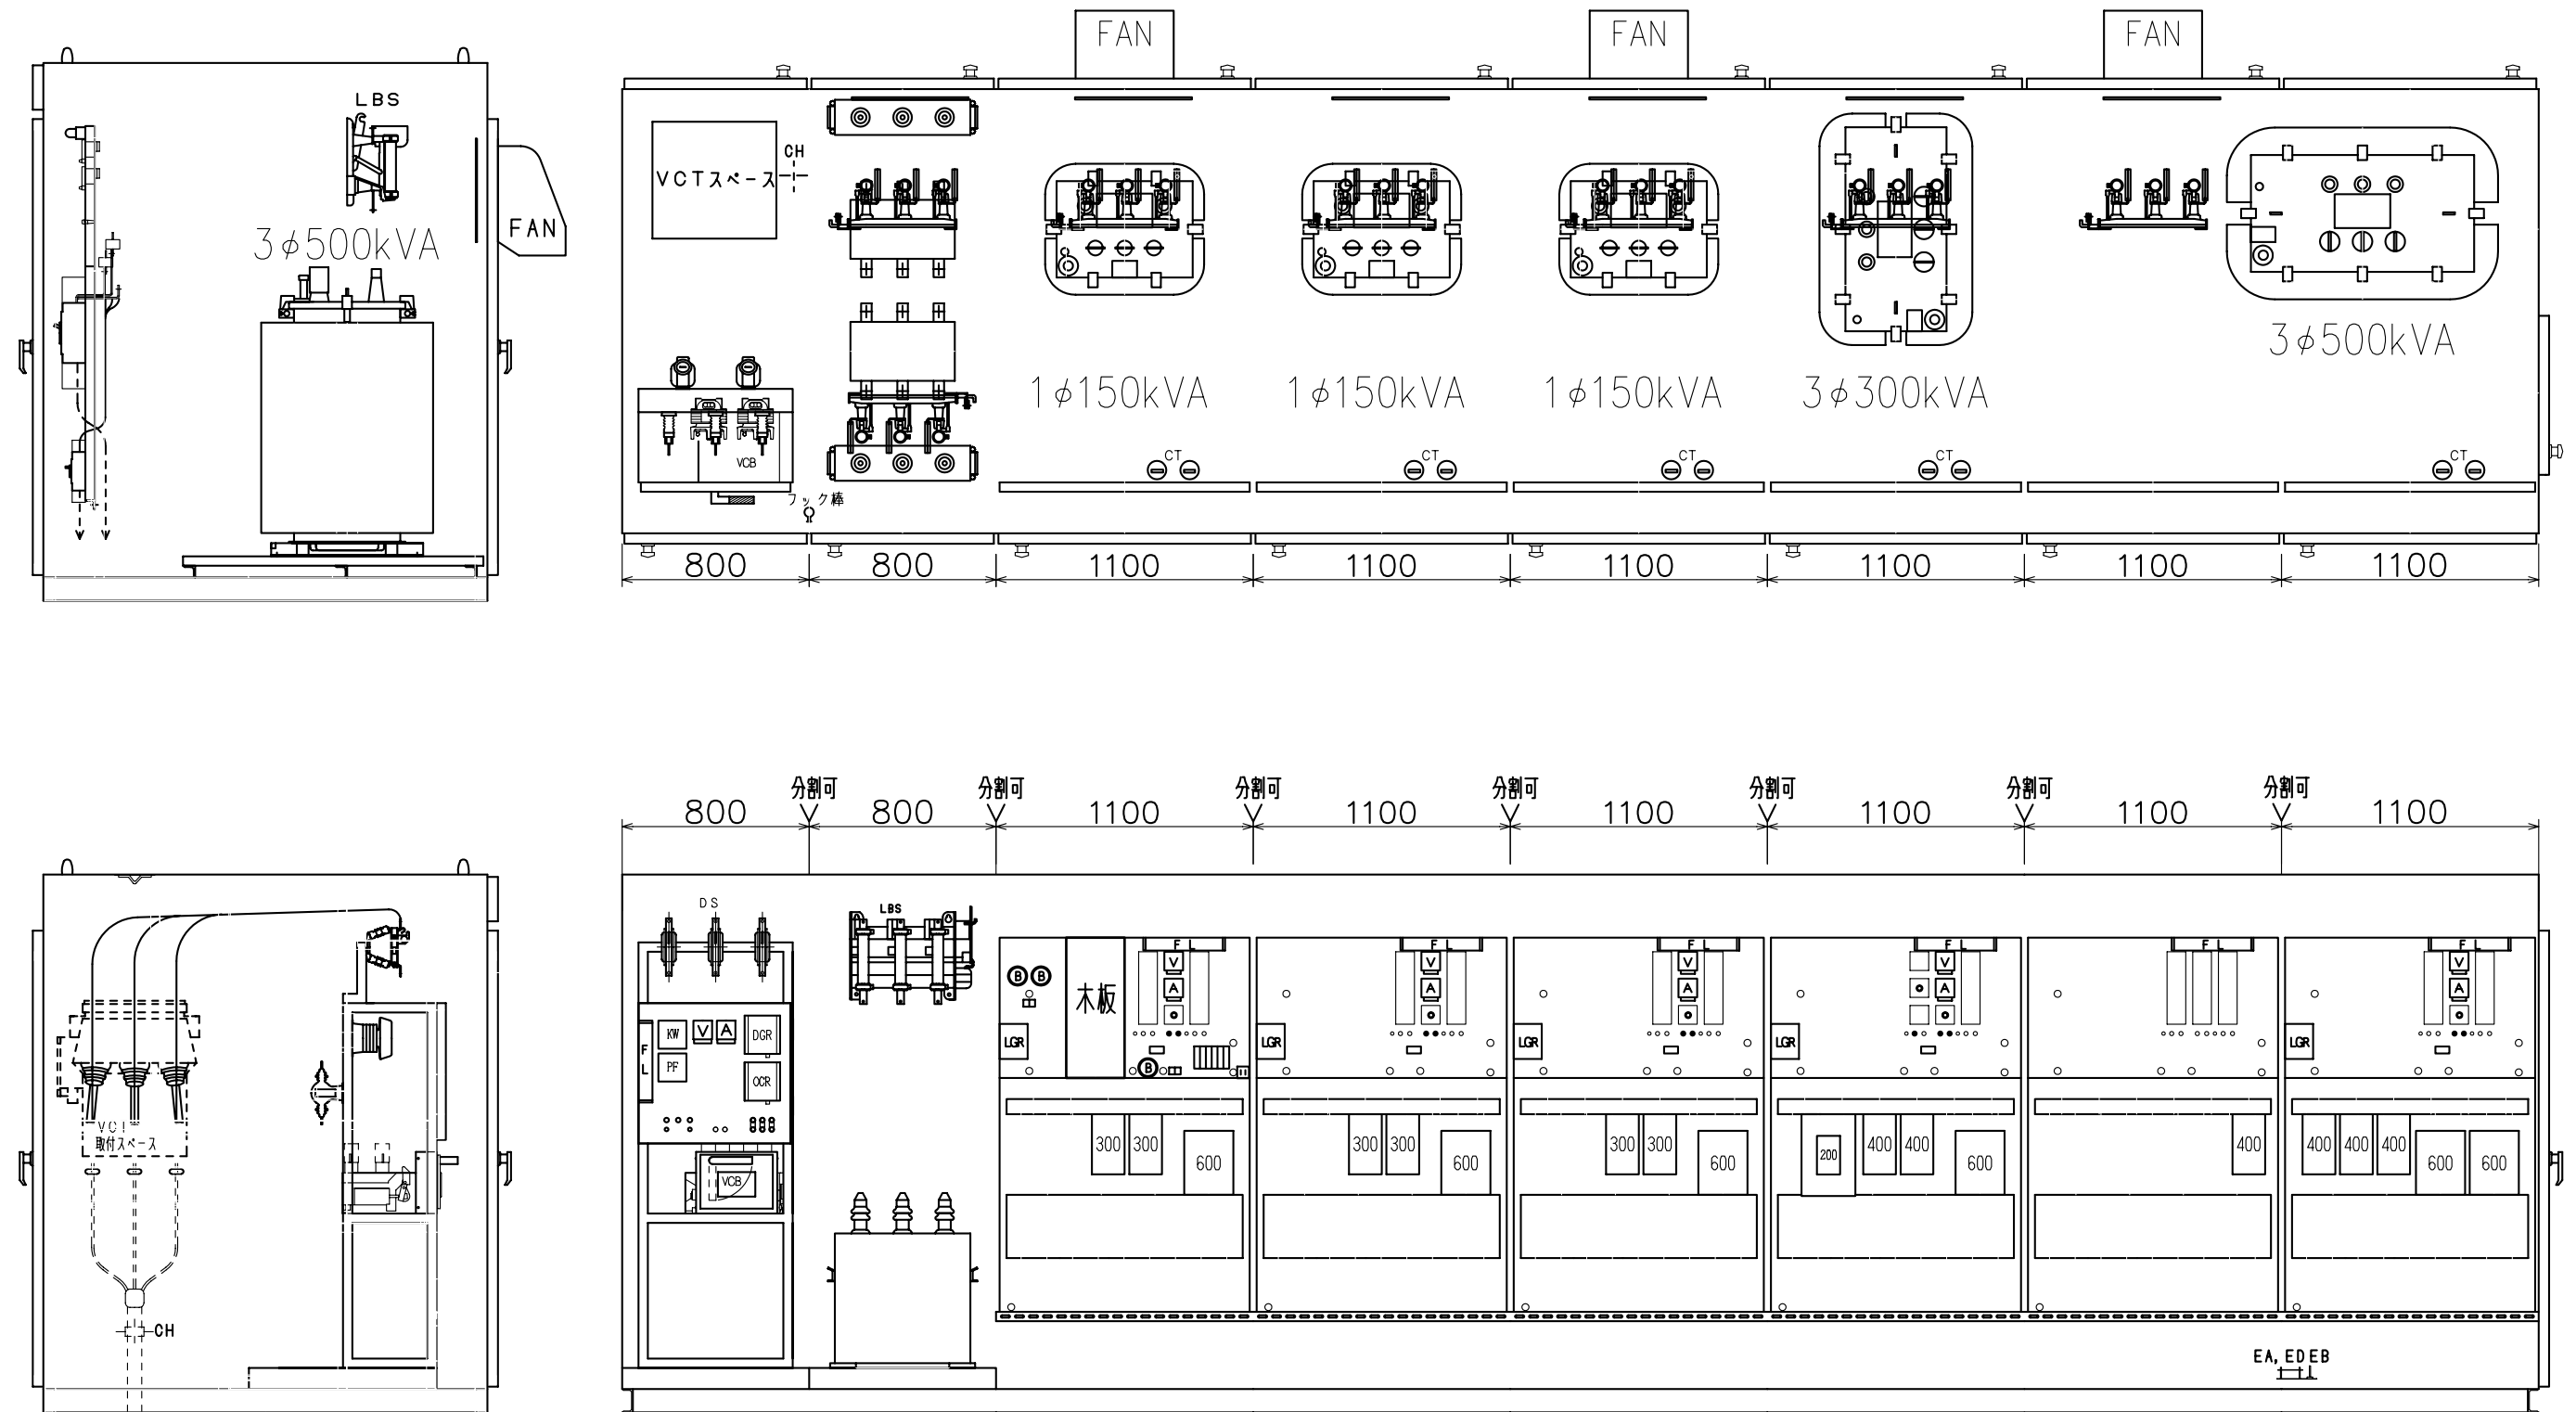 FAN FAN FAN
LBS
FAN
3φ500kVA
VCTスペース
CH
3φ500kVA
1φ150kVA 1φ150kVA 1φ150kVA 3φ300kVA
VCB
CT CT CT CT CT
フック棒
800 800 1100 1100 1100 1100 1100 1100
分割可 分割可 分割可 分割可 分割可 分割可 分割可
800 800 1100 1100 1100 1100 1100 1100
DS
LBS
FL FL FL FL FL FL
V V V V V
B B
木板
A A A A A
KW V A DGR
FL
LGR LGR LGR LGR LGR
PF OCR
B
VCT
取付スペース
300 300 600
300 300 600
300 300 600
200 400 400 600
400
400 400 400 600 600
VCB
CH
EA,EDEB